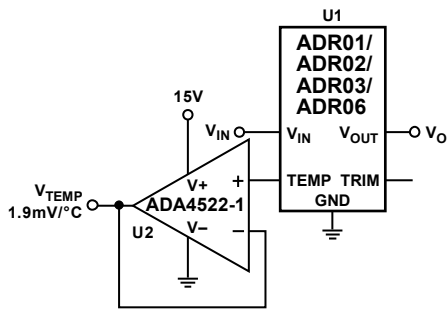 U1
ADR01/
ADR02/
ADR03/
ADR06
15V
VIN
VIN
VOUT
VO
VTEMP
1.9mV/°C
V+
+
ADA4522-1
TEMP
TRIM
U2
V–
–
GND